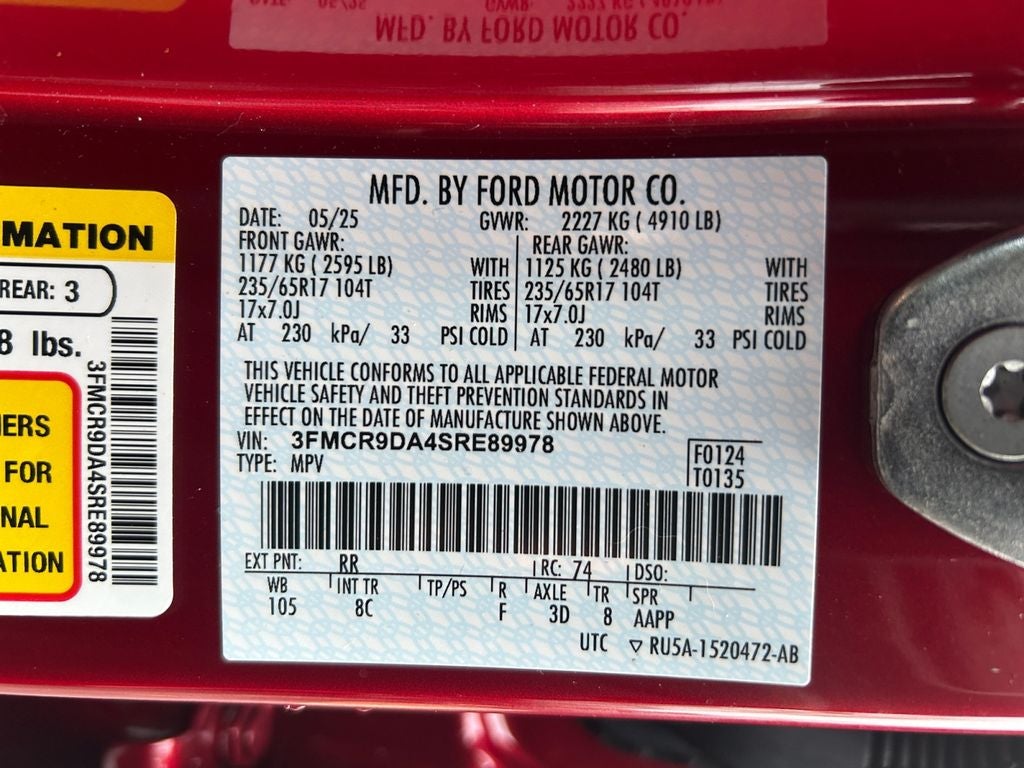 MFD. BY FORD MOTOR CO.
MFD. BY FORD MOTOR CO.
DATE: 05/25 GVWR: 2227 KG ( 4910 LB)
FRONT GAWR: REAR GAWR:
1177 KG ( 2595 LB) WITH 1125 KG ( 2480 LB) WITH
235/65R17 104T TIRES 235/65R17 104T TIRES
17x7.0J RIMS 17x7.0J RIMS
AT 230 kPa/ 33 PSI COLD AT 230 kPa/ 33 PSI COLD
THIS VEHICLE CONFORMS TO ALL APPLICABLE FEDERAL MOTOR
VEHICLE SAFETY AND THEFT PREVENTION STANDARDS IN
EFFECT ON THE DATE OF MANUFACTURE SHOWN ABOVE.
VIN: 3FMCR9DA4SRE89978
TYPE: MPV
F0124
T0135
EXT PNT: RR RC: 74 DSO:
WB INT TR TP/PS R AXLE TR SPR
105 8C F 3D 8 AAPP
UTC ▽ RU5A-1520472-AB
MATION
REAR: 3
8 lbs.
3FMCR9DA4SRE89978
IERS
FOR
NAL
ATION